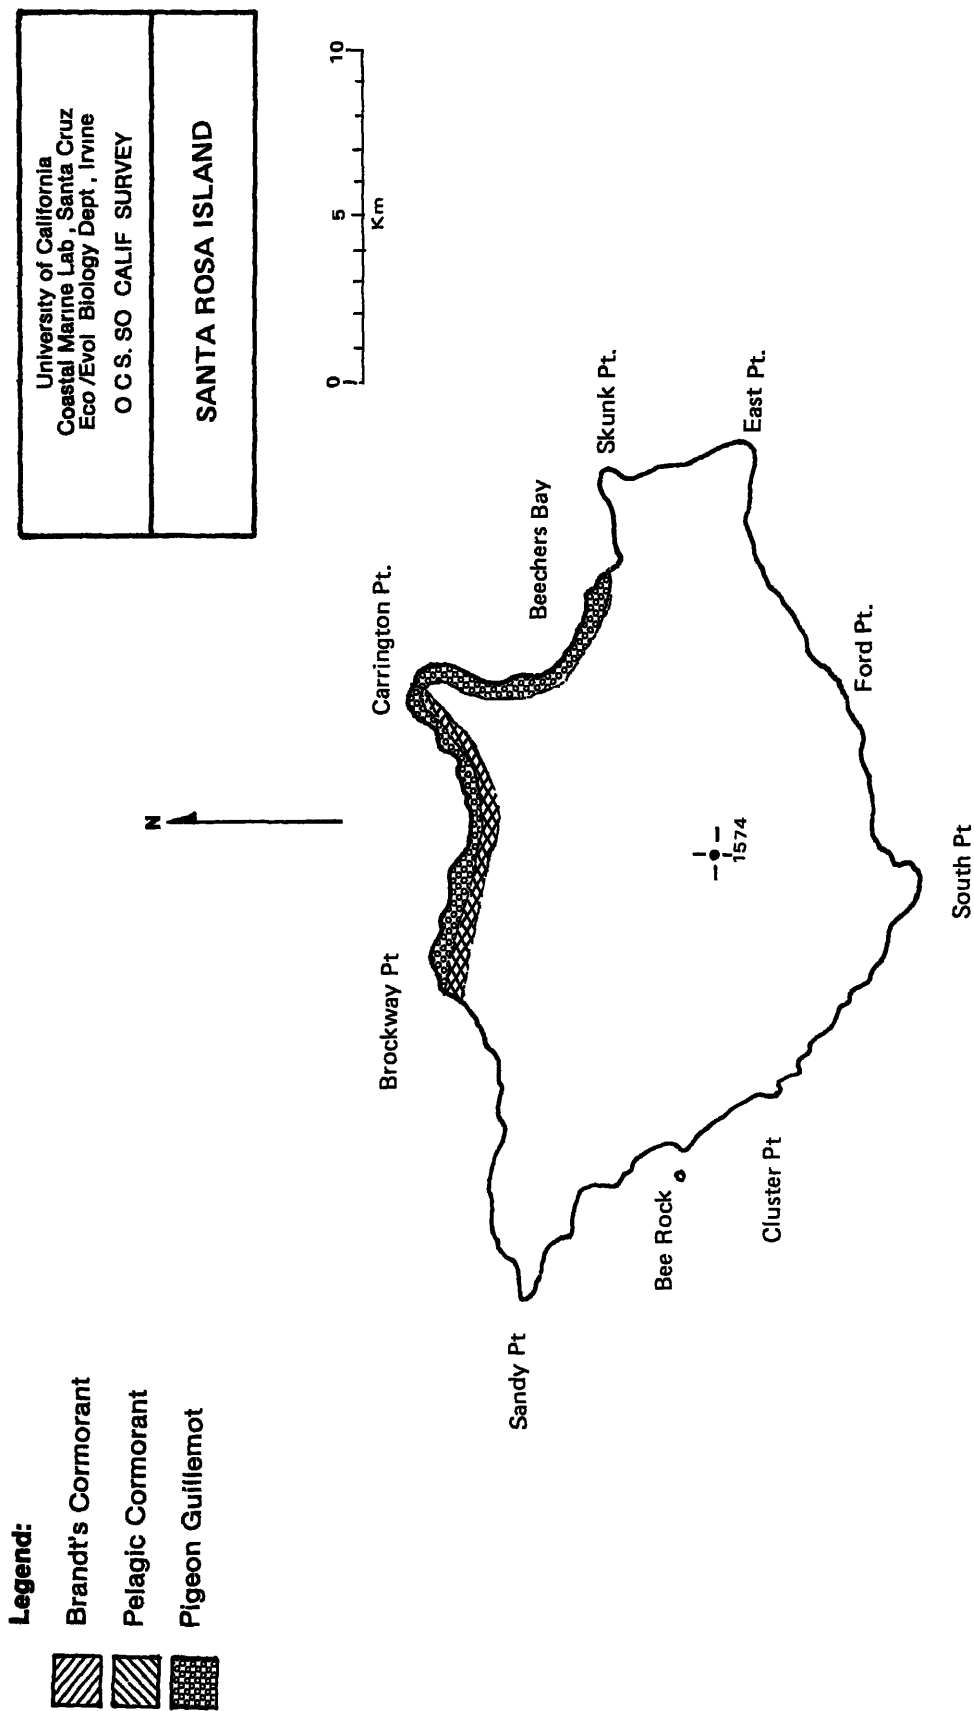 Legend:
Brandt's Cormorant
Pelagic Cormorant
Pigeon Guillemot
University of California
Coastal Marine Lab, Santa Cruz
Eco/Evol Biology Dept, Irvine
O C S. SO CALIF SURVEY
SANTA ROSA ISLAND
0 5 10
Km
N
Sandy Pt
Brockway Pt
Carrington Pt.
Beechers Bay
Skunk Pt.
East Pt.
Ford Pt.
South Pt
Cluster Pt
Bee Rock
1574